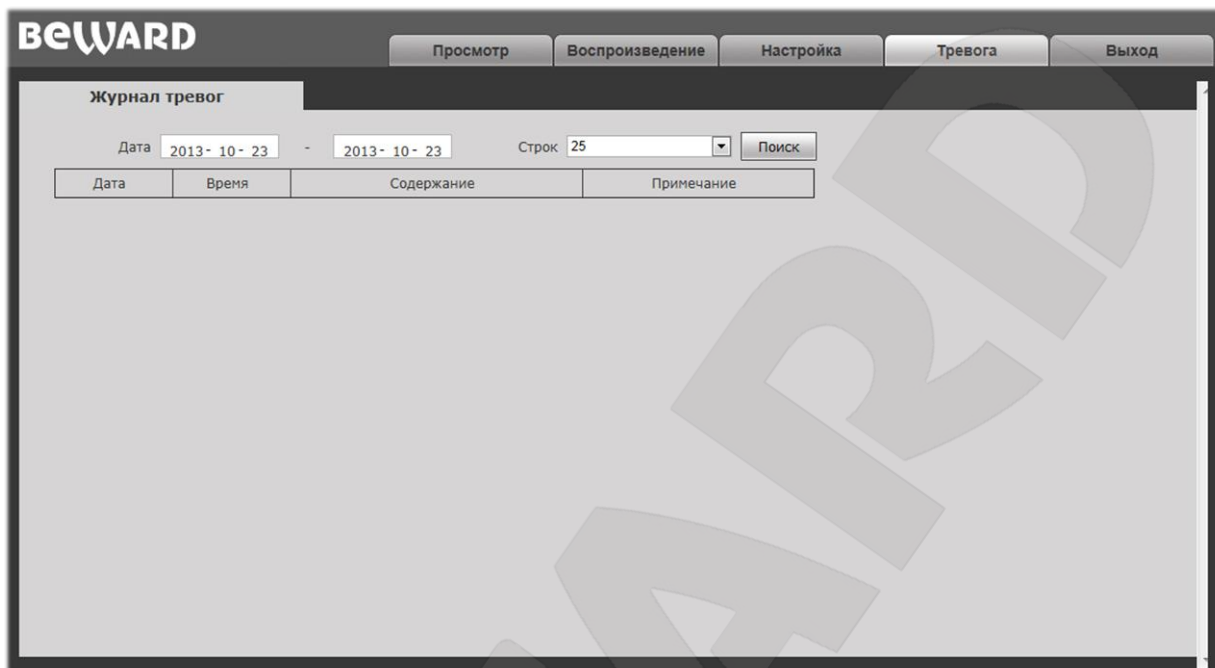 BEWARD
Просмотр Воспроизведение Настройка Тревога Выход
Журнал тревог
Дата 2013- 10- 23 - 2013- 10- 23 Строк 25 Поиск
Дата Время Содержание Примечание
ARD